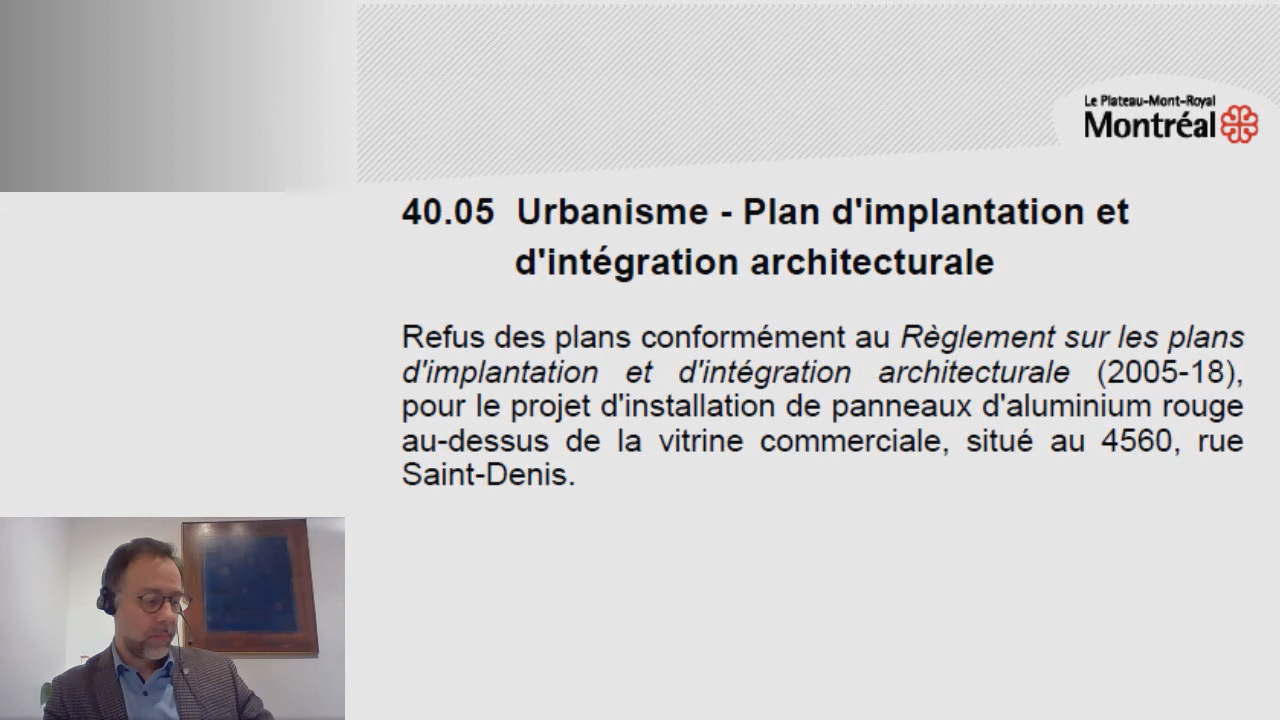 Le Plateau-Mont-Royal
Montréal
40.05 Urbanisme - Plan d'implantation et
d'intégration architecturale
Refus des plans conformément au Règlement sur les plans
d'implantation et d'intégration architecturale (2005-18),
pour le projet d'installation de panneaux d'aluminium rouge
au-dessus de la vitrine commerciale, situé au 4560, rue
Saint-Denis.